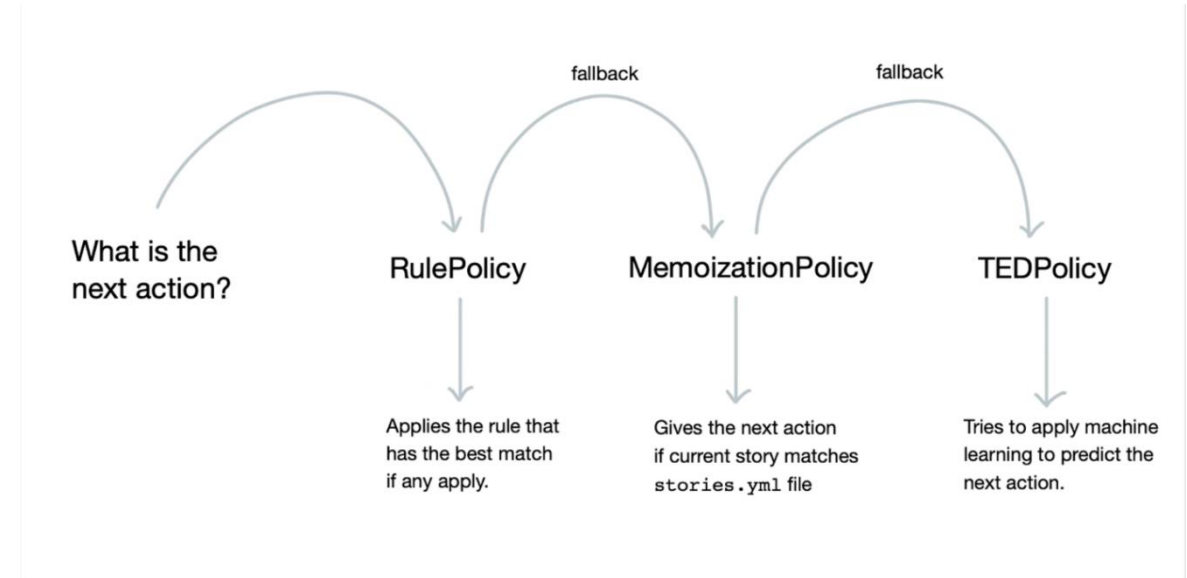 fallback
fallback
What is the
next action?
RulePolicy
MemoizationPolicy
TEDPolicy
Applies the rule that
has the best match
if any apply.
Gives the next action
if current story matches
stories.yml file
Tries to apply machine
learning to predict the
next action.